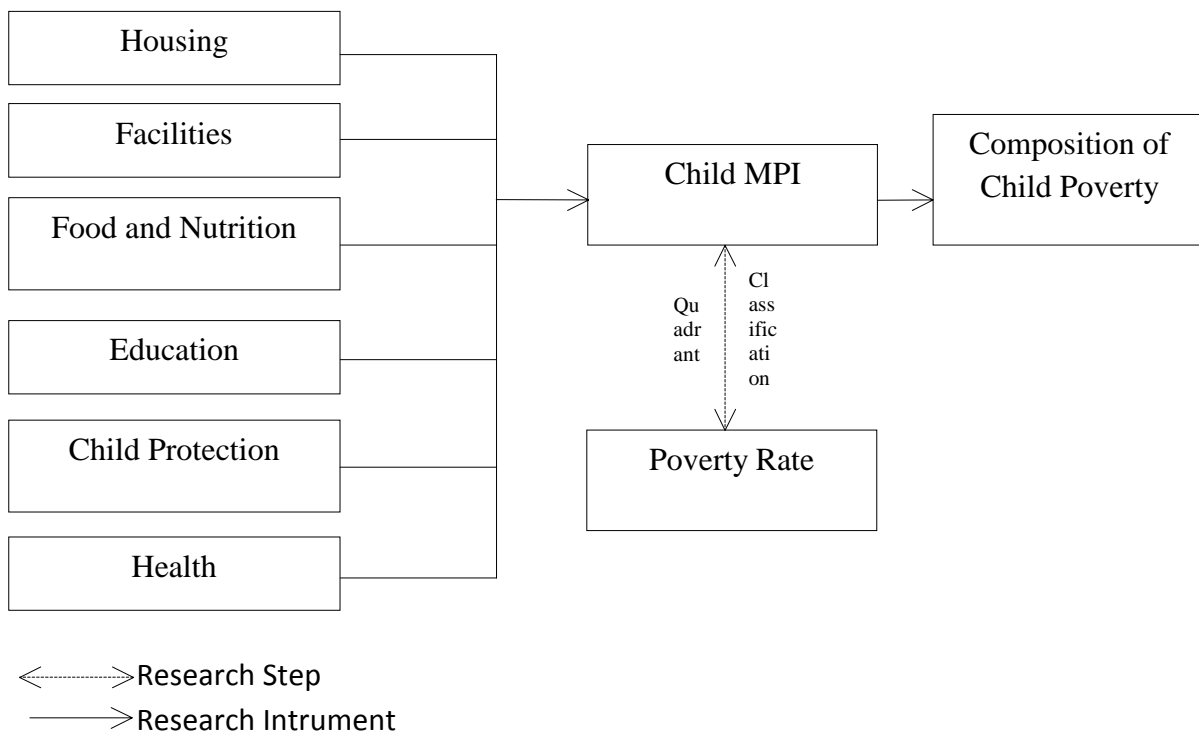 Housing
Facilities
Food and Nutrition
Education
Child Protection
Health
Child MPI
Composition of
Child Poverty
Qu
adr
ant
Cl
ass
ific
ati
on
Poverty Rate
Research Step
Research Intrument